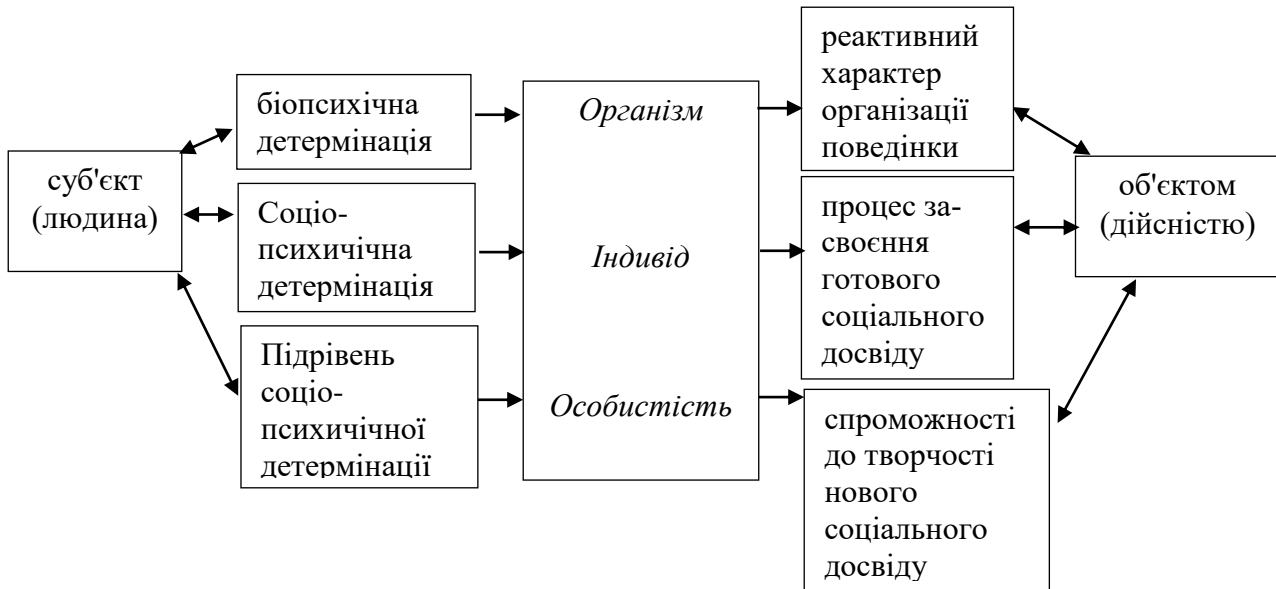 суб'єкт
(людина)
біопсихічна
детермінація
Соціо-
психичічна
детермінація
Підрівень
соціо-
психичічної
детермінації
Організм
Індивід
Особистість
реактивний
характер
організації
поведінки
процес за-
своєння
готового
соціального
досвіду
спроможності
до творчості
нового
соціального
досвіду
об'єктом
(дійсністю)